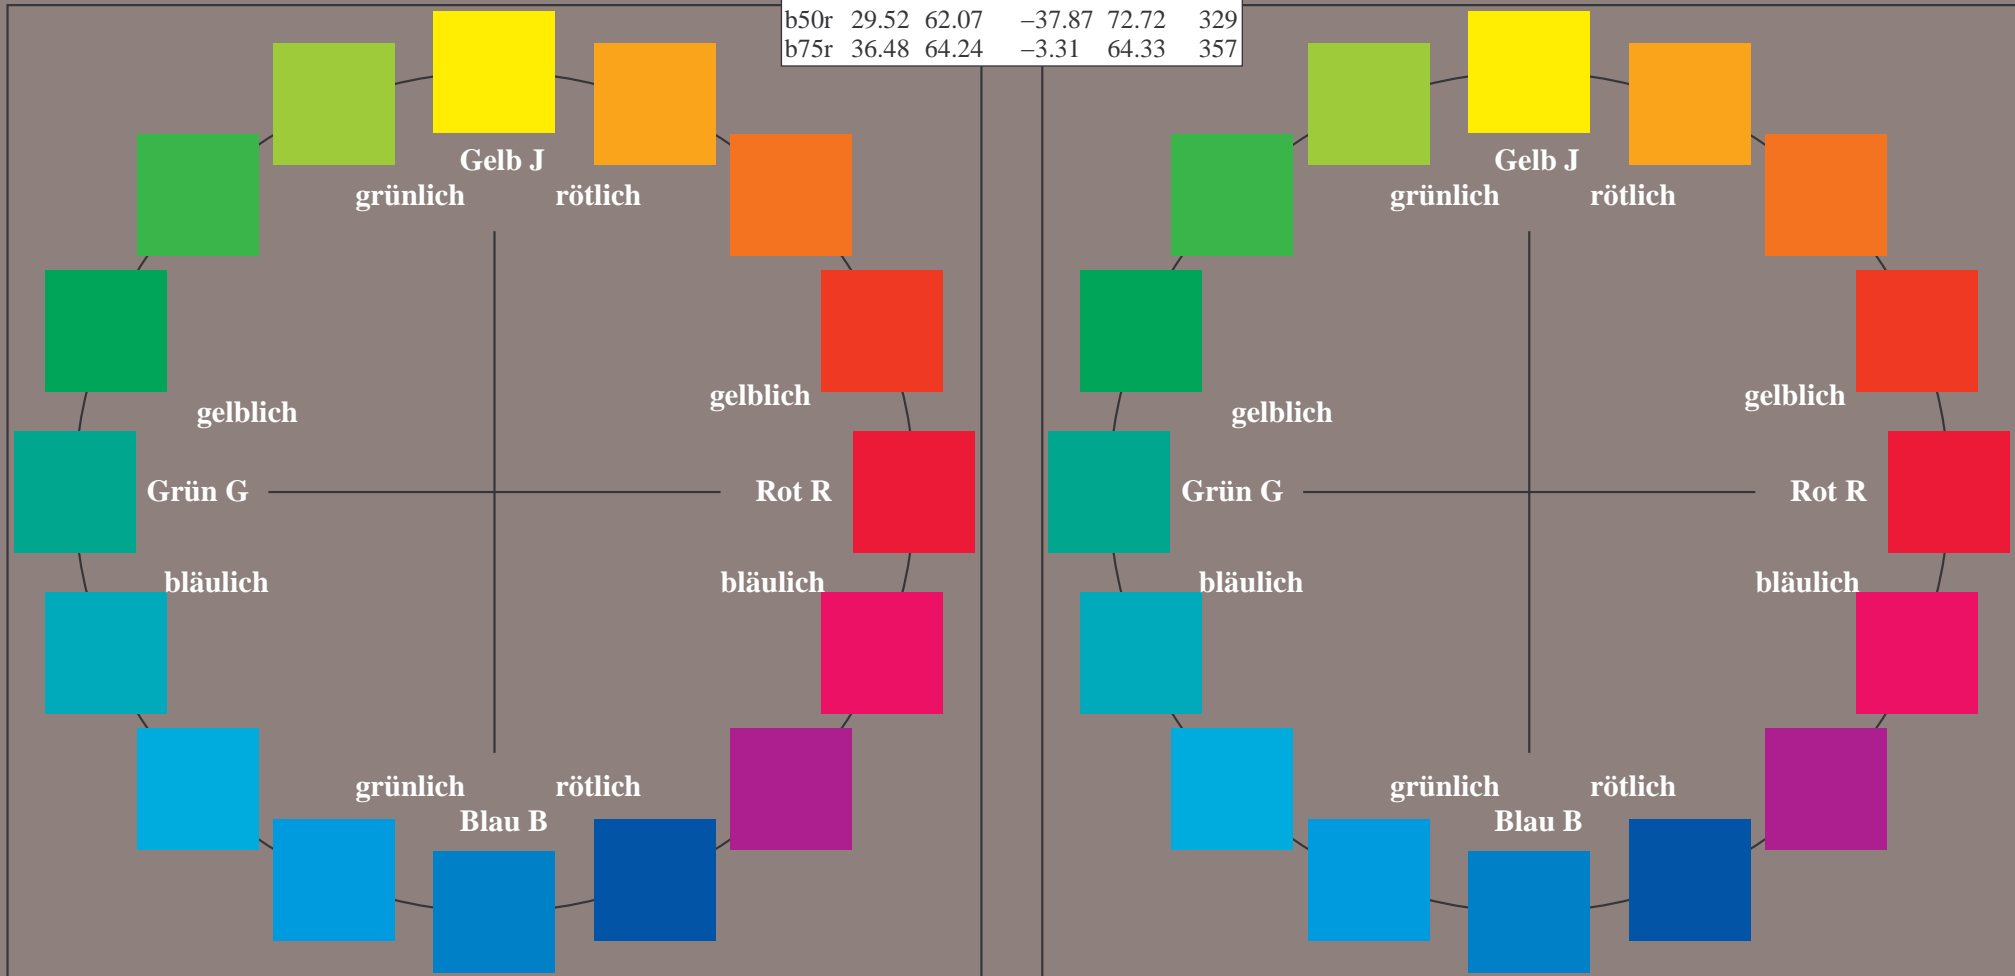 b50r 29.52 62.07 −37.87 72.72 329
b75r 36.48 64.24 −3.31 64.33 357
Gelb J
grünlich rötlich
gelblich
gelblich
Grün G Rot R
bläulich bläulich
grünlich rötlich
Blau B
Gelb J
grünlich rötlich
gelblich
gelblich
Grün G Rot R
bläulich bläulich
grünlich rötlich
Blau B